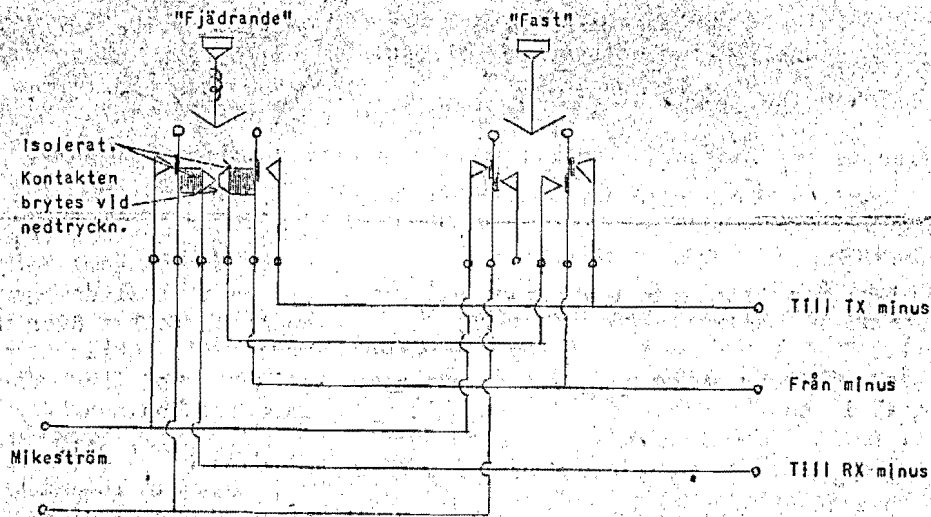 "Fjädrande"
"Fast"
Isolerat.
Kontakten
brytes vid
nedtryckn.
Till TX minus
Från minus
Mikeström
Till RX minus